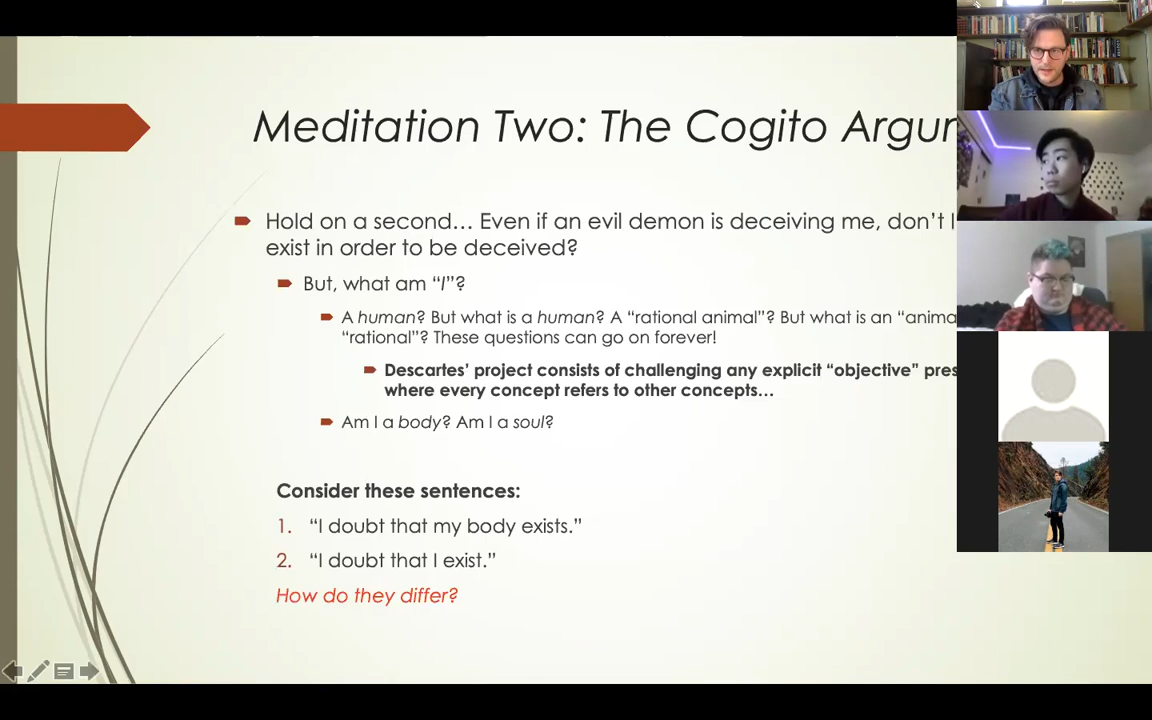 Meditation Two: The Cogito
Hold on a second… Even if an evil demon is deceiving me, don’t I
exist in order to be deceived?
But, what am “I”?
A human? But what is a human? A “rational animal”? But what is an
“rational”? These questions can go on forever!
Descartes’ project consists of challenging any explicit “objective”
where every concept refers to other concepts…
Am I a body? Am I a soul?
Consider these sentences:
1. “I doubt that my body exists.”
2. “I doubt that I exist.”
How do they differ?